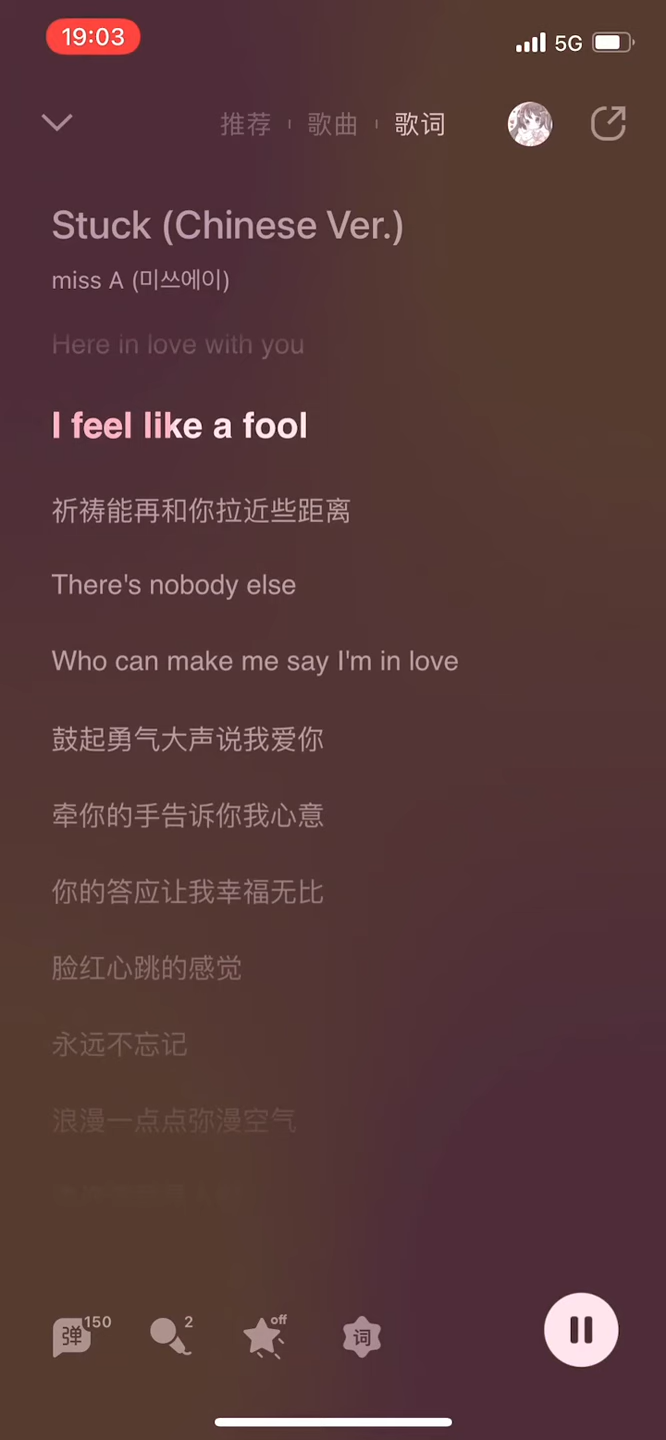 19:03
5G
推荐 歌曲 歌词
Stuck (Chinese Ver.)
miss A (미쓰에이)
Here in love with you
I feel like a fool
祈祷能再和你拉近些距离
There's nobody else
Who can make me say I'm in love
鼓起勇气大声说我爱你
牵你的手告诉你我心意
你的答应让我幸福无比
脸红心跳的感觉
永远不忘记
浪漫一点点弥漫空气
弹 150 2 off 词